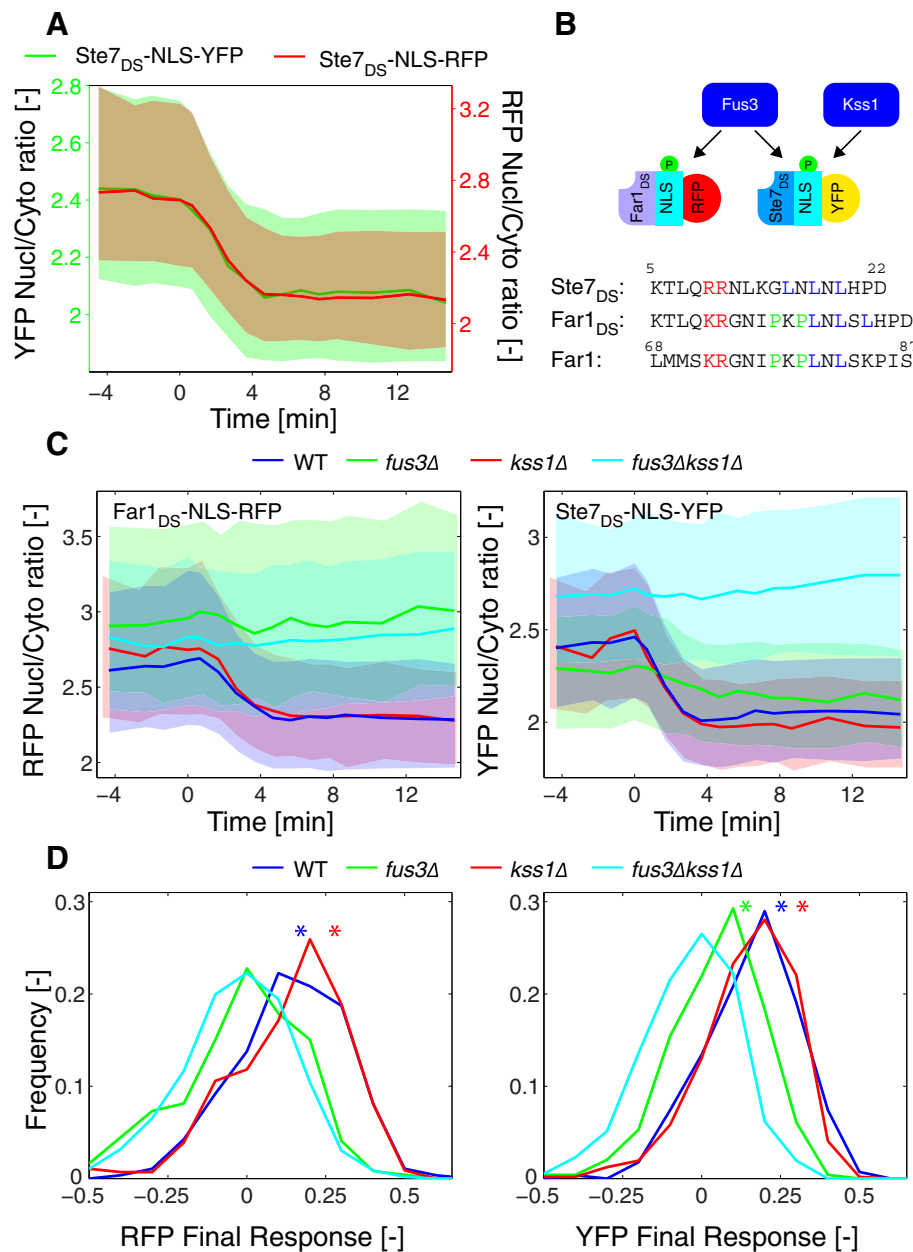 A
Ste7DS-NLS-YFP
Ste7DS-NLS-RFP
YFP Nucl/Cyto ratio [-]
2.8
2.6
2.4
2.2
2
RFP Nucl/Cyto ratio [-]
3.2
2.8
2.4
2
−4 0 4 8 12
Time [min]
B
Fus3
Kss1
P
Far1DS
NLS
RFP
P
Ste7DS
NLS
YFP
5 22
Ste7DS: KTLQRRNLKGLNLNLHPD
Far1DS: KTLQKRGNIPKPLNLSLHPD
68 87
Far1: LMMSKRGNIPKPLNLSKPIS
C
WT fus3Δ kss1Δ fus3Δkss1Δ
Far1DS-NLS-RFP
RFP Nucl/Cyto ratio [-]
3.5
3
2.5
2
−4 0 4 8 12
Time [min]
Ste7DS-NLS-YFP
YFP Nucl/Cyto ratio [-]
3
2.5
2
−4 0 4 8 12
Time [min]
D
WT fus3Δ kss1Δ fus3Δkss1Δ
Frequency
0.3
0.2
0.1
0
* *
−0.5 −0.25 0 0.25 0.5
RFP Final Response [-]
0.3
0.2
0.1
0
* * *
−0.5 −0.25 0 0.25 0.5
YFP Final Response [-]